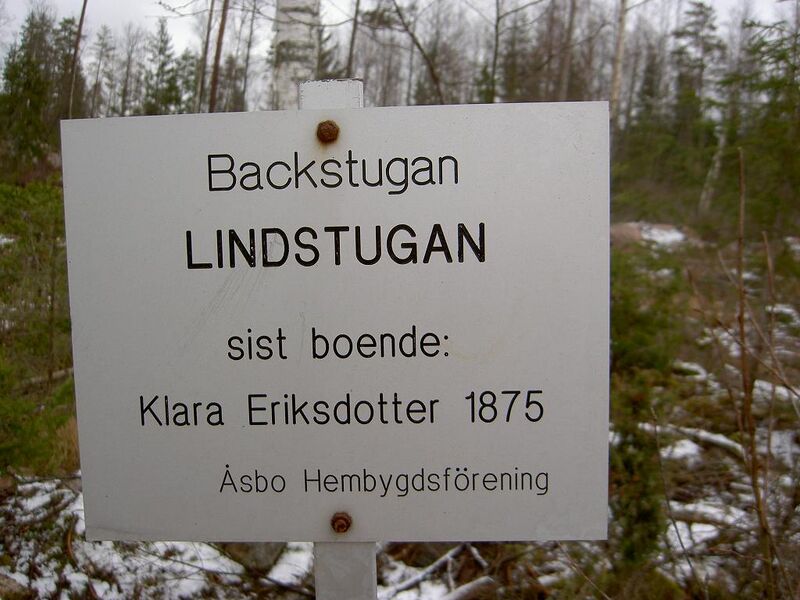 Backstugan
LINDSTUGAN
sist boende:
Klara Eriksdotter 1875
Åsbo Hembygdsförening